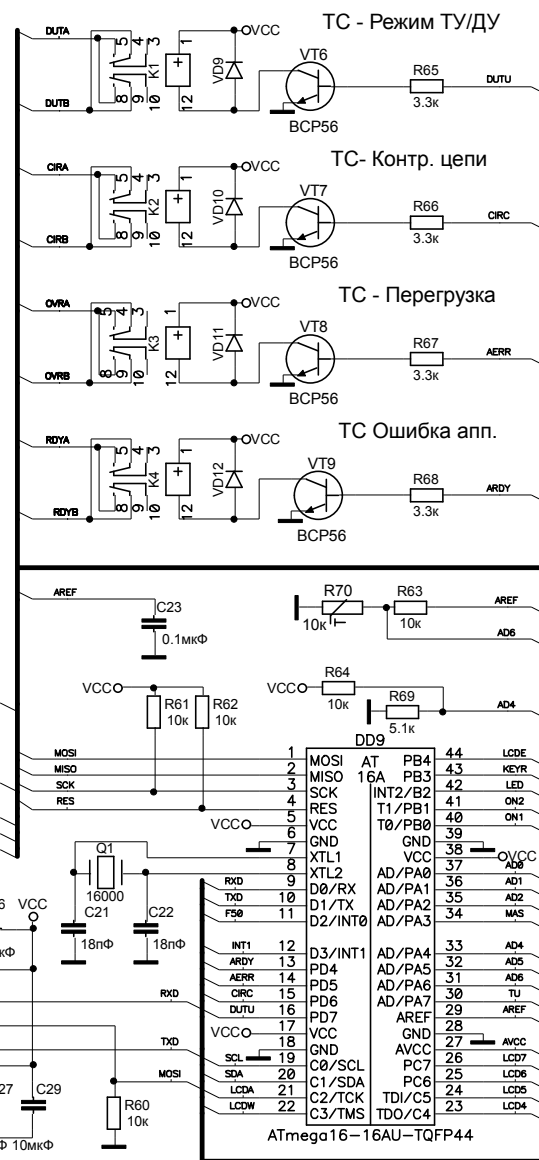 ТС - Режим ТУ/ДУ
DUTA 5 4 3 1 VCC VT6
K1 VD9 R65 DUTU
DUTB 8 9 10 12 3.3к
BCP56
ТС- Контр. цепи
CIRA 5 4 3 1 VCC VT7
K2 VD10 R66 CIRC
CIRB 8 9 10 12 3.3к
BCP56
ТС - Перегрузка
OVRA 5 4 3 1 VCC VT8
K3 VD11 R67 AERR
OVRB 8 9 10 12 3.3к
BCP56
ТС Ошибка апп.
RDYA 5 4 3 1 VCC VT9
K4 VD12 R68 ARDY
RDYB 8 9 10 12 3.3к
BCP56
AREF R70 R63 AREF
C23 10к 10к
0.1мкФ AD6
VCC R64
R61 R62 VCC 10к R69 AD4
10к 10к 5.1к
DD9
MOSI 1 MOSI AT PB4 44 LCDE
MISO 2 MISO 16A PB3 43 KEYR
SCK 3 SCK INT2/B2 42 LED
RES 4 RES T1/PB1 41 ON2
VCC 5 VCC T0/PB0 40 ON1
6 GND GND 39
7 XTL1 VCC 38 VCC
8 XTL2 AD/PA0 37 AD0
RXD 9 D0/RX AD/PA1 36 AD1
TXD 10 D1/TX AD/PA2 35 AD2
F50 11 D2/INT0 AD/PA3 34 MAS
INT1 12 D3/INT1 AD/PA4 33 AD4
ARDY 13 PD4 AD/PA5 32 AD5
AERR 14 PD5 AD/PA6 31 AD6
CIRC 15 PD6 AD/PA7 30 TU
DUTU 16 PD7 AREF 29 AREF
VCC 17 VCC GND 28
18 GND AVCC 27 AVCC
SCL 19 C0/SCL PC7 26 LCD7
SDA 20 C1/SDA PC6 25 LCD6
LCDA 21 C2/TCK TDI/C5 24 LCD5
LCDW 22 C3/TMS TDO/C4 23 LCD4
ATmega16-16AU-TQFP44
Q1
16000
C21 C22
18пФ 18пФ
6 VCC
кФ
RXD
TXD
MOSI
27 C29 R60
10к
Ф 10мкФ